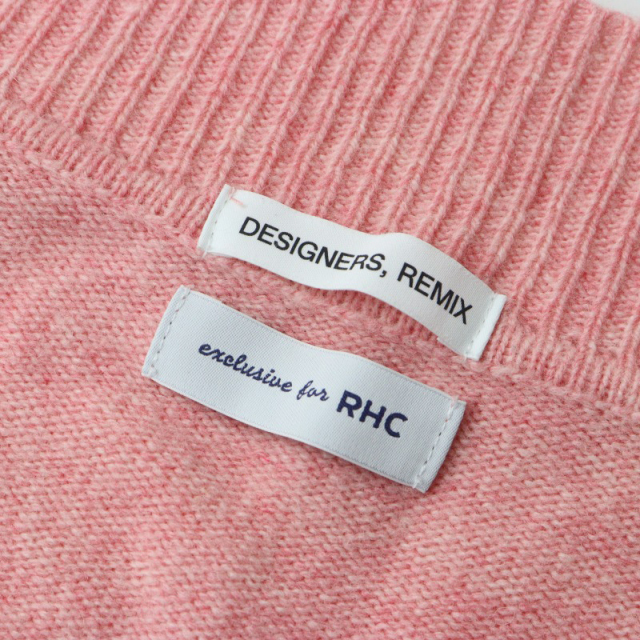 DESIGNERS, REMIX
exclusive for RHC